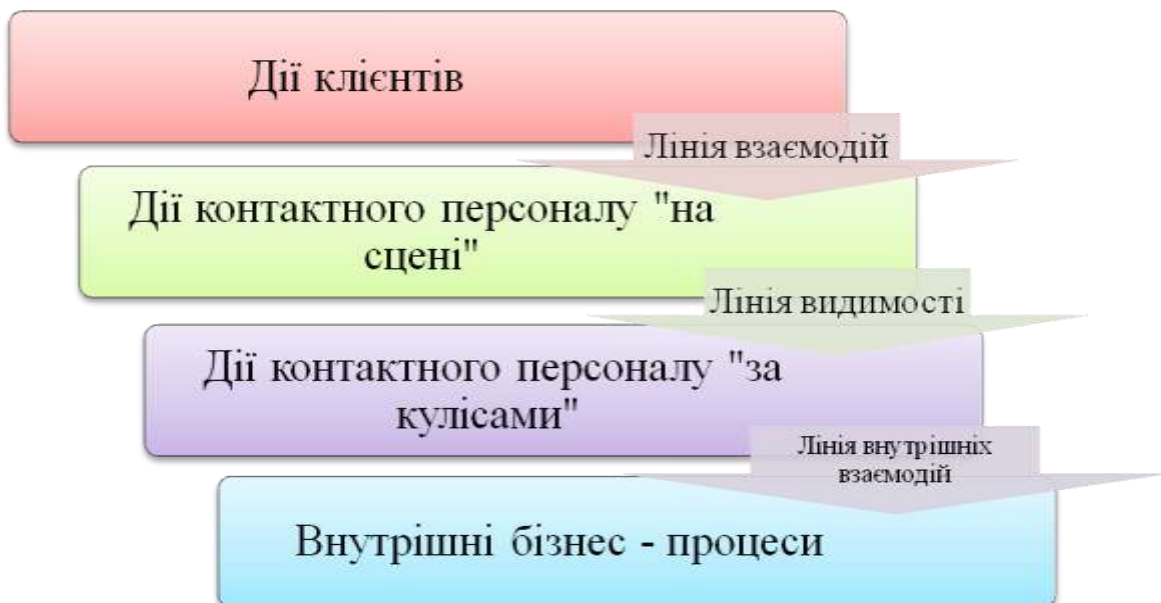 Дії клієнтів
Лінія взаємодій
Дії контактного персоналу "на
сцені"
Лінія видимості
Дії контактного персоналу "за
кулісами"
Лінія внутрішніх
взаємодій
Внутрішні бізнес - процеси